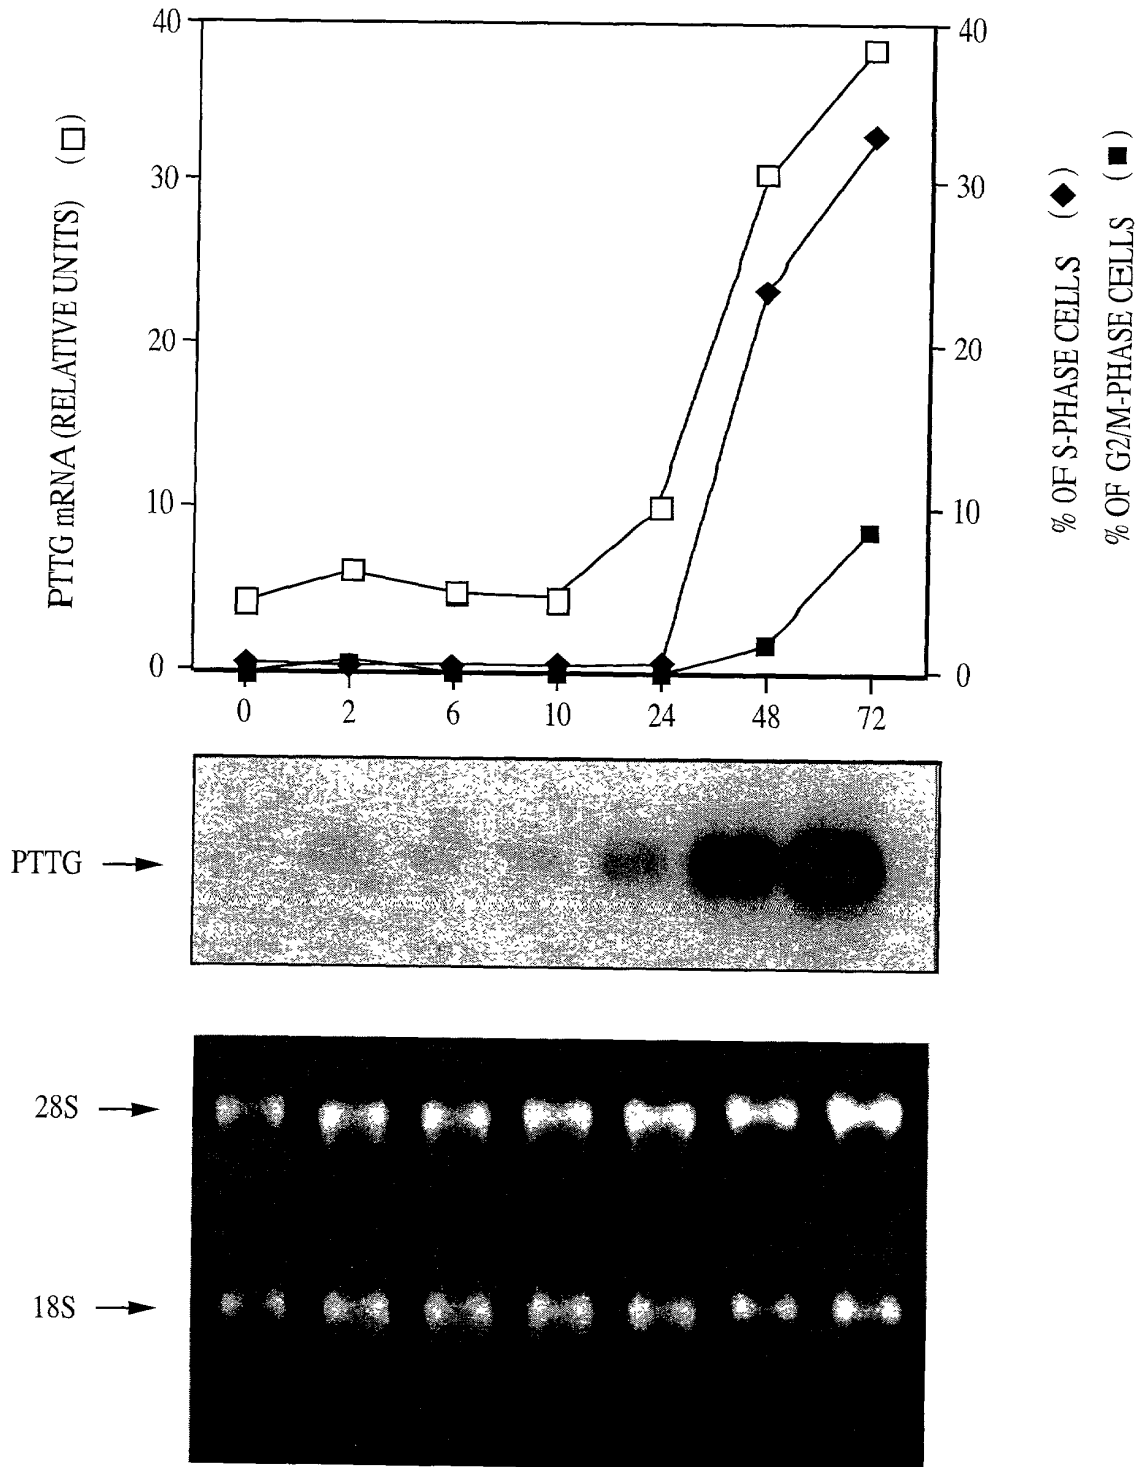 PTTG mRNA (RELATIVE UNITS) (□)
40
30
20
10
0
40
30
20
10
0
% OF S-PHASE CELLS (◆)
% OF G2/M-PHASE CELLS (■)
0 2 6 10 24 48 72
PTTG
28S
18S